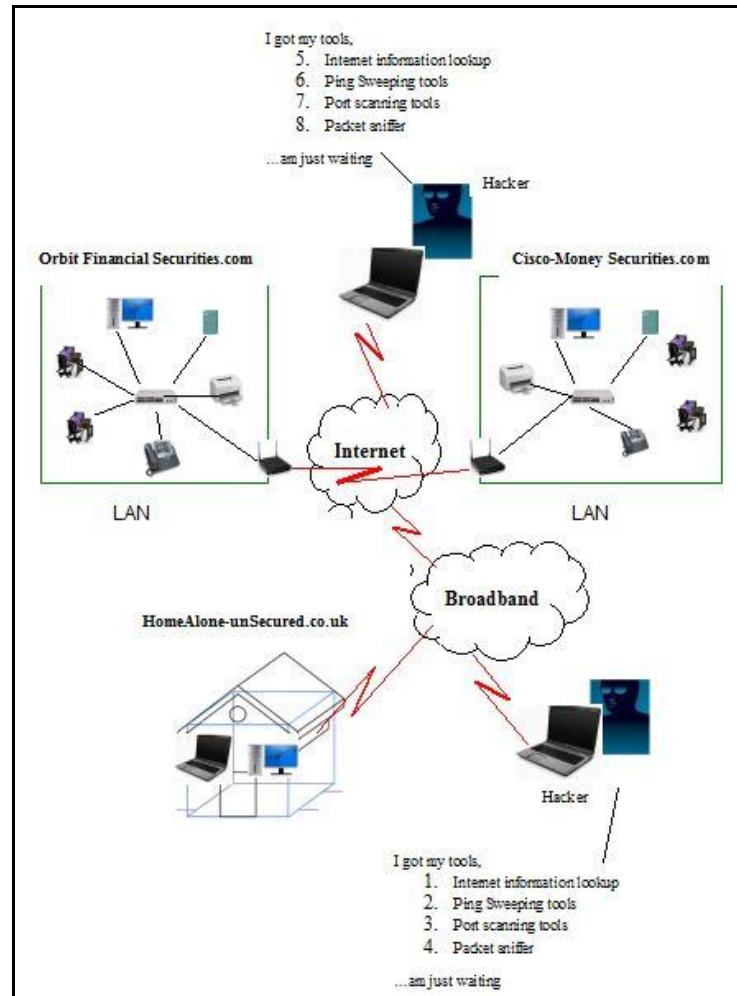 I got my tools,
5. Internet information lookup
6. Ping Sweeping tools
7. Port scanning tools
8. Packet sniffer
...am just waiting
Hacker
Orbit Financial Securities.com
Cisco-Money Securities.com
Internet
LAN
LAN
Broadband
HomeAlone-unSecured.co.uk
Hacker
I got my tools,
1. Internet information lookup
2. Ping Sweeping tools
3. Port scanning tools
4. Packet sniffer
...am just waiting